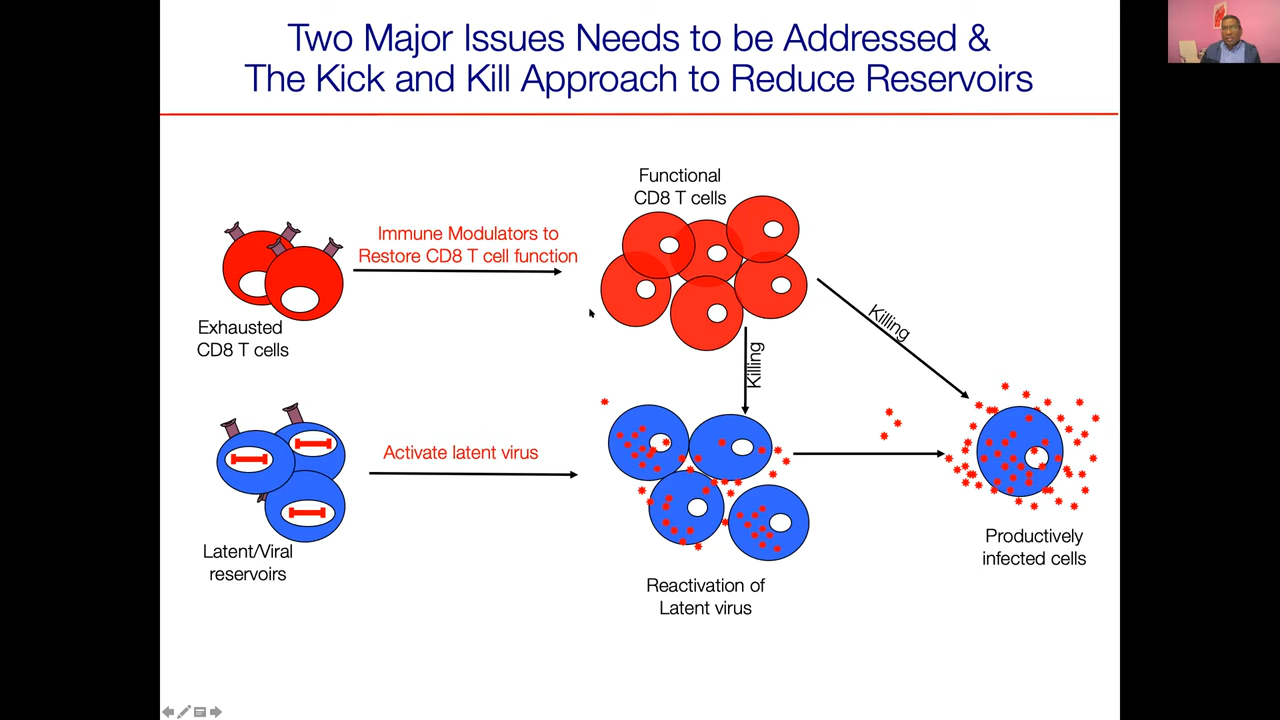 Two Major Issues Needs to be Addressed &
The Kick and Kill Approach to Reduce Reservoirs
Functional
CD8 T cells
Immune Modulators to
Restore CD8 T cell function
Exhausted
CD8 T cells
Killing
Killing
Activate latent virus
Latent/Viral
reservoirs
Reactivation of
Latent virus
Productively
infected cells